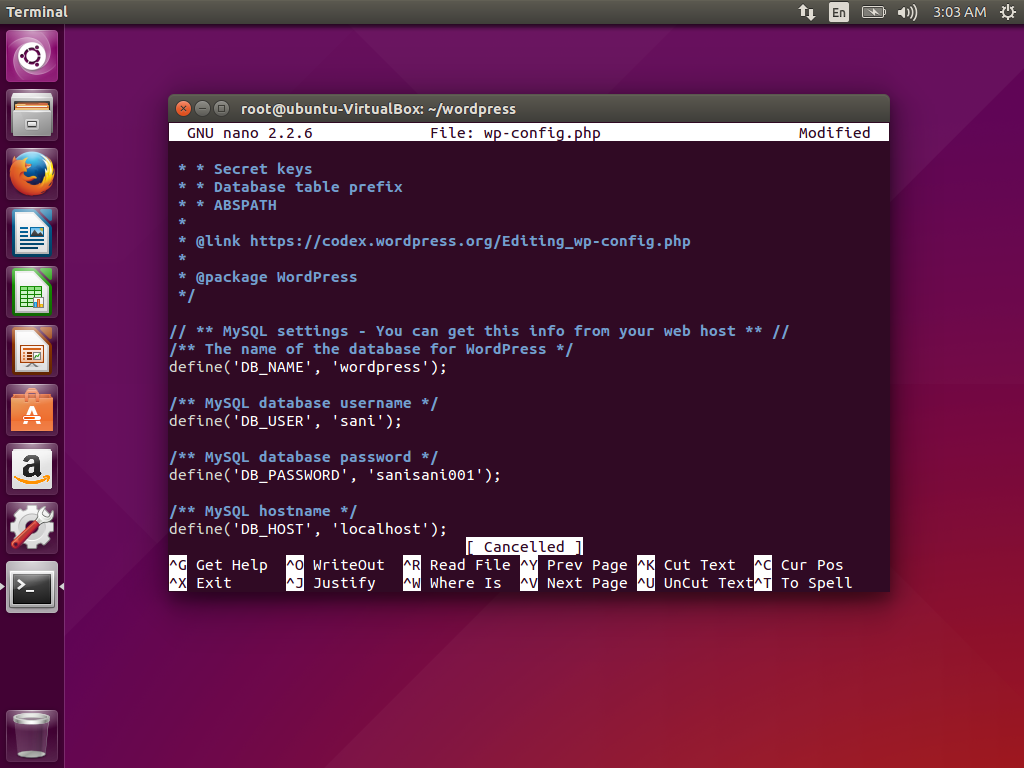 Terminal
En
3:03 AM
root@ubuntu-VirtualBox: ~/wordpress
GNU nano 2.2.6 File: wp-config.php Modified
* * Secret keys
* * Database table prefix
* * ABSPATH
*
* @link https://codex.wordpress.org/Editing_wp-config.php
*
* @package WordPress
*/
// ** MySQL settings - You can get this info from your web host ** //
/** The name of the database for WordPress */
define('DB_NAME', 'wordpress');
/** MySQL database username */
define('DB_USER', 'sani');
/** MySQL database password */
define('DB_PASSWORD', 'sanisani001');
/** MySQL hostname */
define('DB_HOST', 'localhost');
[ Cancelled ]
^G Get Help ^O WriteOut ^R Read File ^Y Prev Page ^K Cut Text ^C Cur Pos
^X Exit ^J Justify ^W Where Is ^V Next Page ^U UnCut Text^T To Spell
A
a
>_